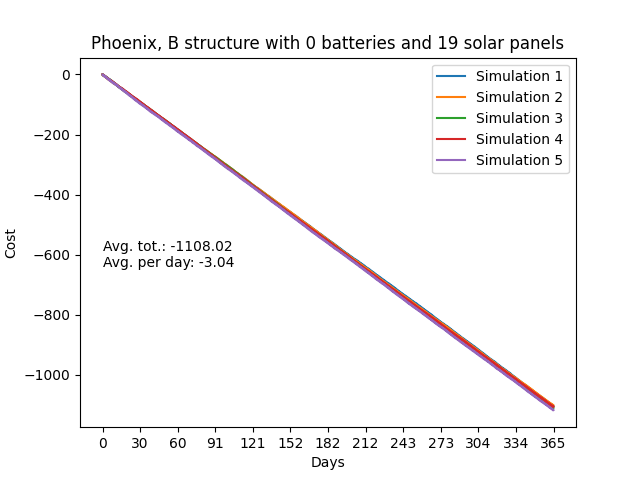 Phoenix, B structure with 0 batteries and 19 solar panels
Simulation 1
Simulation 2
Simulation 3
Simulation 4
Simulation 5
0
−200
−400
−600
−800
−1000
Cost
Avg. tot.: -1108.02
Avg. per day: -3.04
0 30 60 91 121 152 182 212 243 273 304 334 365
Days